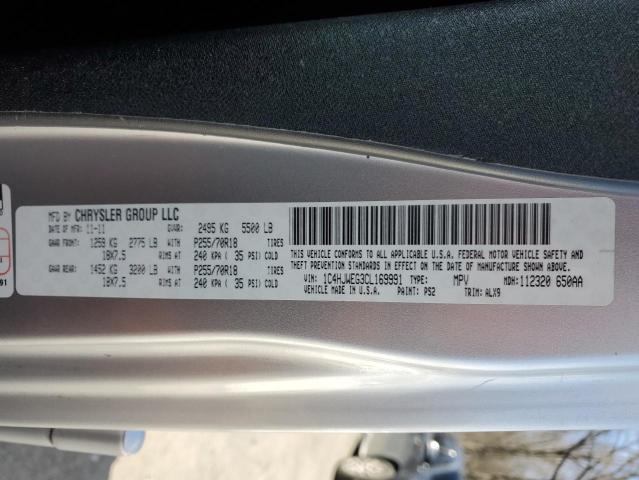 MFD BY CHRYSLER GROUP LLC
DATE OF MFR: 11-11 GVWR: 2495 KG 5500 LB
GAWR FRONT: 1259 KG 2775 LB WITH P255/70R18 TIRES
18X7.5 RIMS AT 240 KPA ( 35 PSI) COLD
GAWR REAR: 1452 KG 3200 LB WITH P255/70R18 TIRES
18X7.5 RIMS AT 240 KPA ( 35 PSI) COLD
THIS VEHICLE CONFORMS TO ALL APPLICABLE U.S.A. FEDERAL MOTOR VEHICLE SAFETY, BUMPER, AND
THEFT PREVENTION STANDARDS IN EFFECT ON THE DATE OF MANUFACTURE SHOWN ABOVE.
VIN: 1C4HJWEG3CL169991 TYPE: MPV MDH: 112320 650AA
VEHICLE MADE IN U.S.A. PAINT: PS2 TRIM: ALX9
91